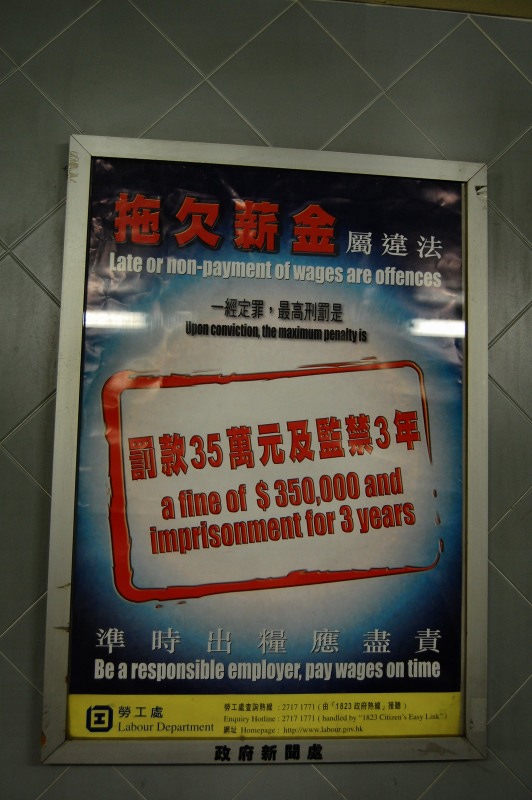 拖欠薪金屬違法
Late or non-payment of wages are offences
一經定罪，最高刑罰是
Upon conviction, the maximum penalty is
罰款35萬元及監禁3年
a fine of $350,000 and
imprisonment for 3 years
準時出糧應盡責
Be a responsible employer, pay wages on time
勞工處
Labour Department
勞工處查詢熱線 : 2717 1771 ( 由「1823 政府熱線」接聽 )
Enquiry Hotline : 2717 1771 ( handled by "1823 Citizen's Easy Link" )
網址 Homepage : http://www.labour.gov.hk
政府新聞處